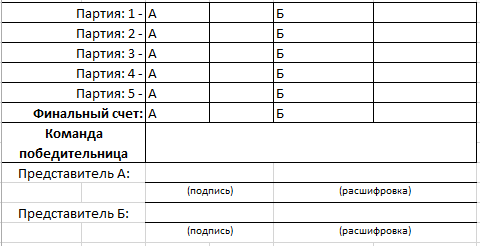 Партия: 1 - А Б
Партия: 2 - А Б
Партия: 3 - А Б
Партия: 4 - А Б
Партия: 5 - А Б
Финальный счет: А Б
Команда
победительница
Представитель А:
(подпись) (расшифровка)
Представитель Б:
(подпись) (расшифровка)